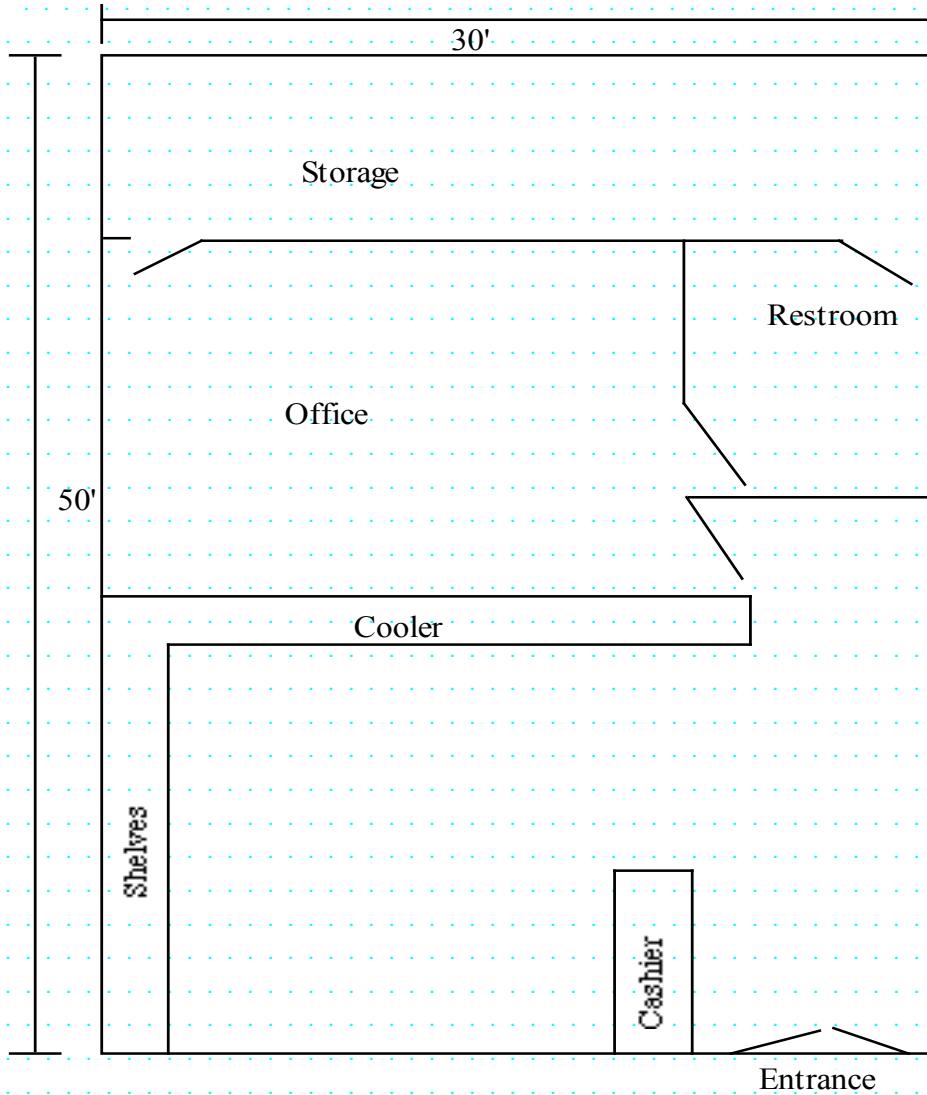 30'
Storage
Restroom
Office
50'
Cooler
Shelves
Cashier
Entrance